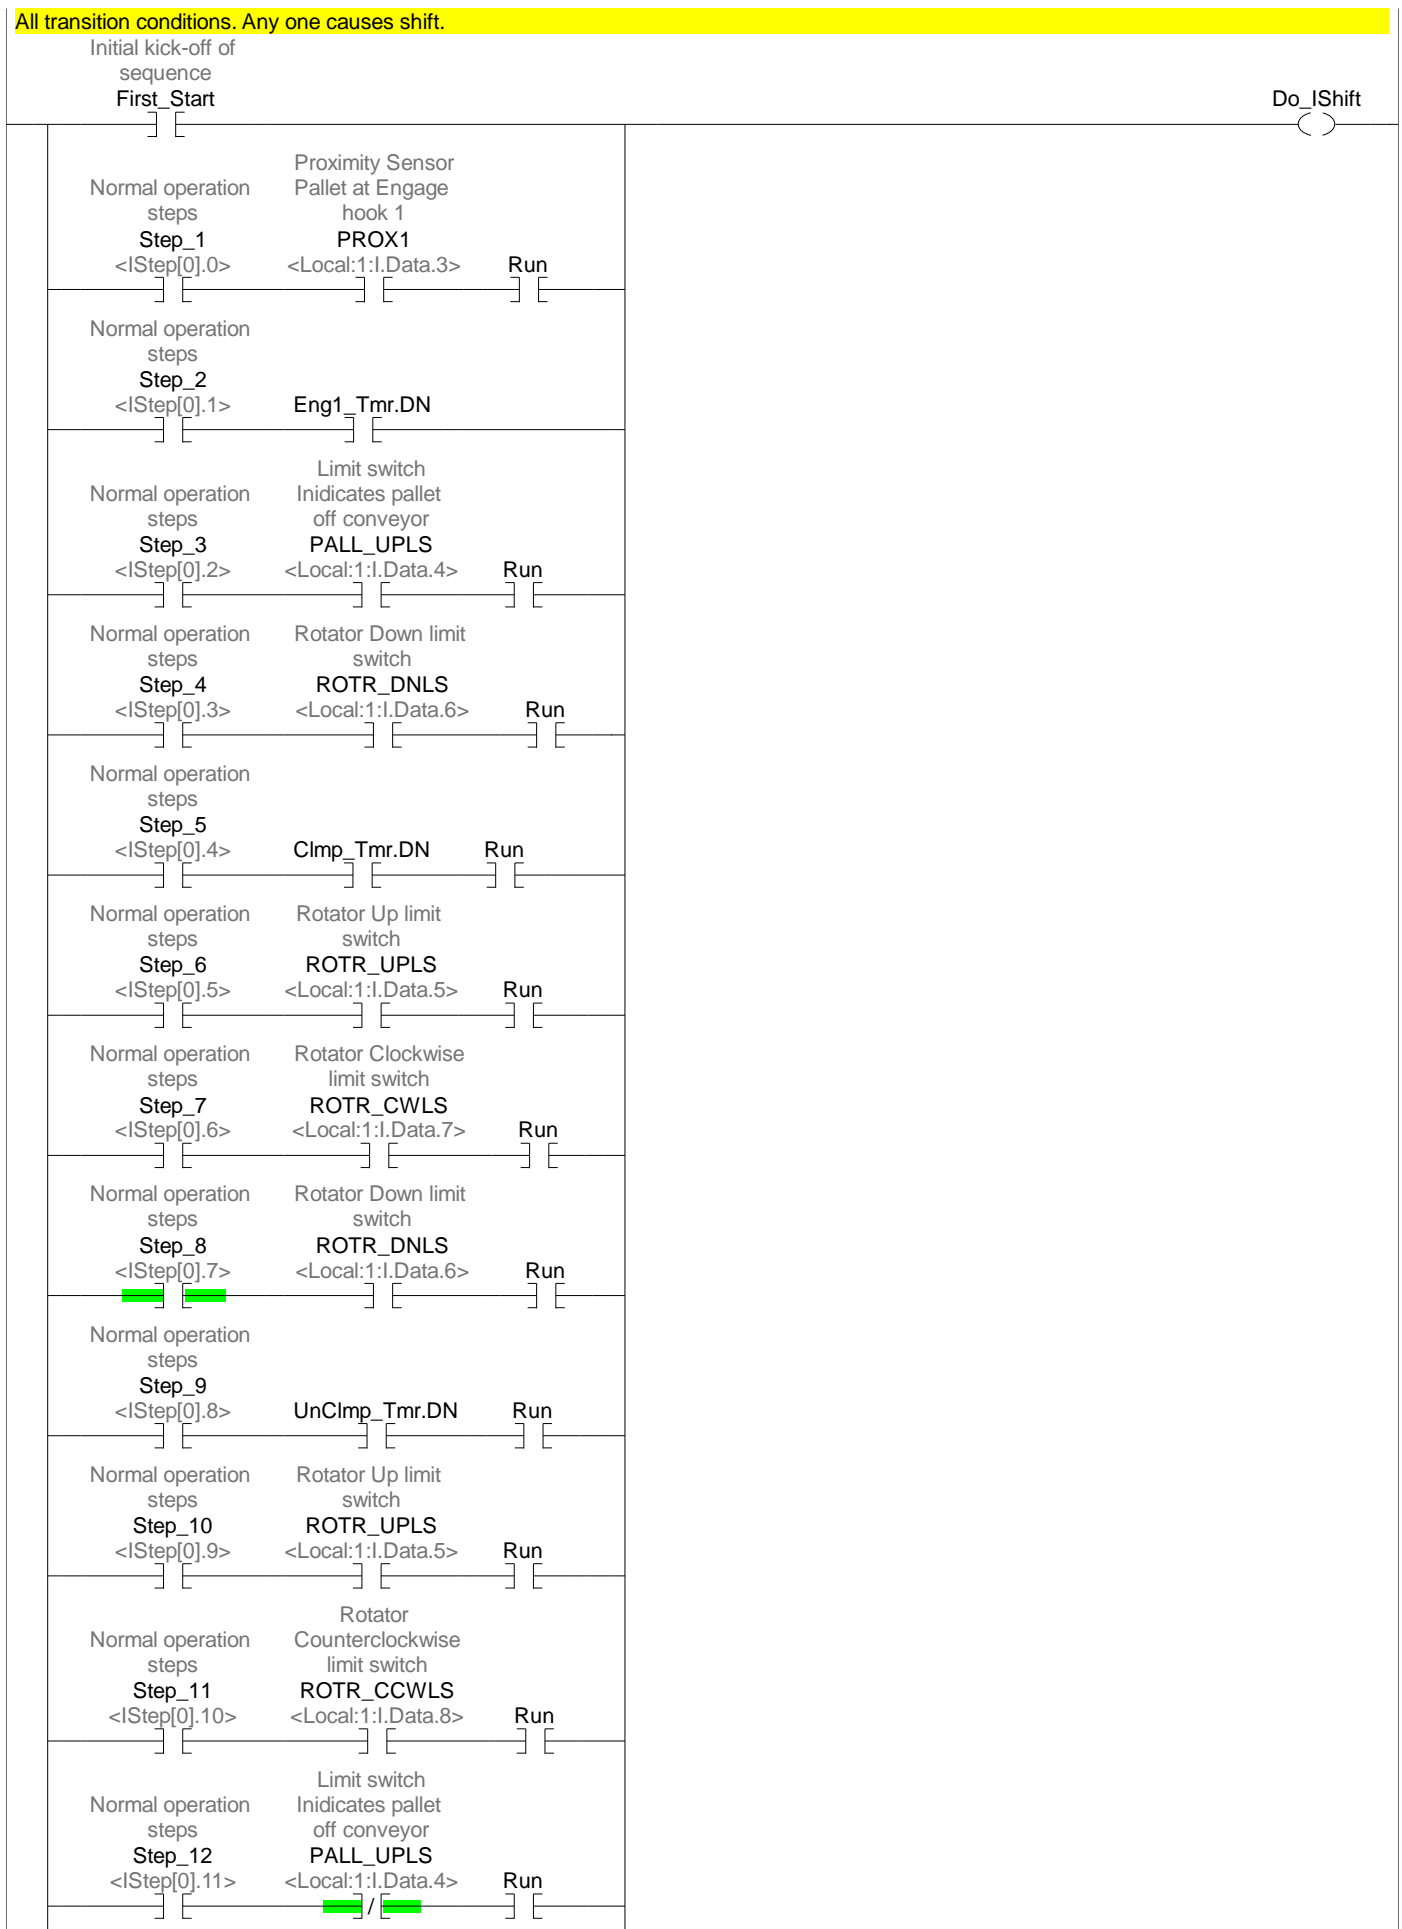 All transition conditions. Any one causes shift.
Initial kick-off of
sequence
First_Start
Do_IShift
Proximity Sensor
Normal operation Pallet at Engage
steps hook 1
Step_1 PROX1
<IStep[0].0> <Local:1:I.Data.3> Run
Normal operation
steps
Step_2
<IStep[0].1> Eng1_Tmr.DN
Limit switch
Normal operation Inidicates pallet
steps off conveyor
Step_3 PALL_UPLS
<IStep[0].2> <Local:1:I.Data.4> Run
Normal operation Rotator Down limit
steps switch
Step_4 ROTR_DNLS
<IStep[0].3> <Local:1:I.Data.6> Run
Normal operation
steps
Step_5
<IStep[0].4> Clmp_Tmr.DN Run
Normal operation Rotator Up limit
steps switch
Step_6 ROTR_UPLS
<IStep[0].5> <Local:1:I.Data.5> Run
Normal operation Rotator Clockwise
steps limit switch
Step_7 ROTR_CWLS
<IStep[0].6> <Local:1:I.Data.7> Run
Normal operation Rotator Down limit
steps switch
Step_8 ROTR_DNLS
<IStep[0].7> <Local:1:I.Data.6> Run
Normal operation
steps
Step_9
<IStep[0].8> UnClmp_Tmr.DN Run
Normal operation Rotator Up limit
steps switch
Step_10 ROTR_UPLS
<IStep[0].9> <Local:1:I.Data.5> Run
Rotator
Normal operation Counterclockwise
steps limit switch
Step_11 ROTR_CCWLS
<IStep[0].10> <Local:1:I.Data.8> Run
Limit switch
Normal operation Inidicates pallet
steps off conveyor
Step_12 PALL_UPLS
<IStep[0].11> <Local:1:I.Data.4> Run
/